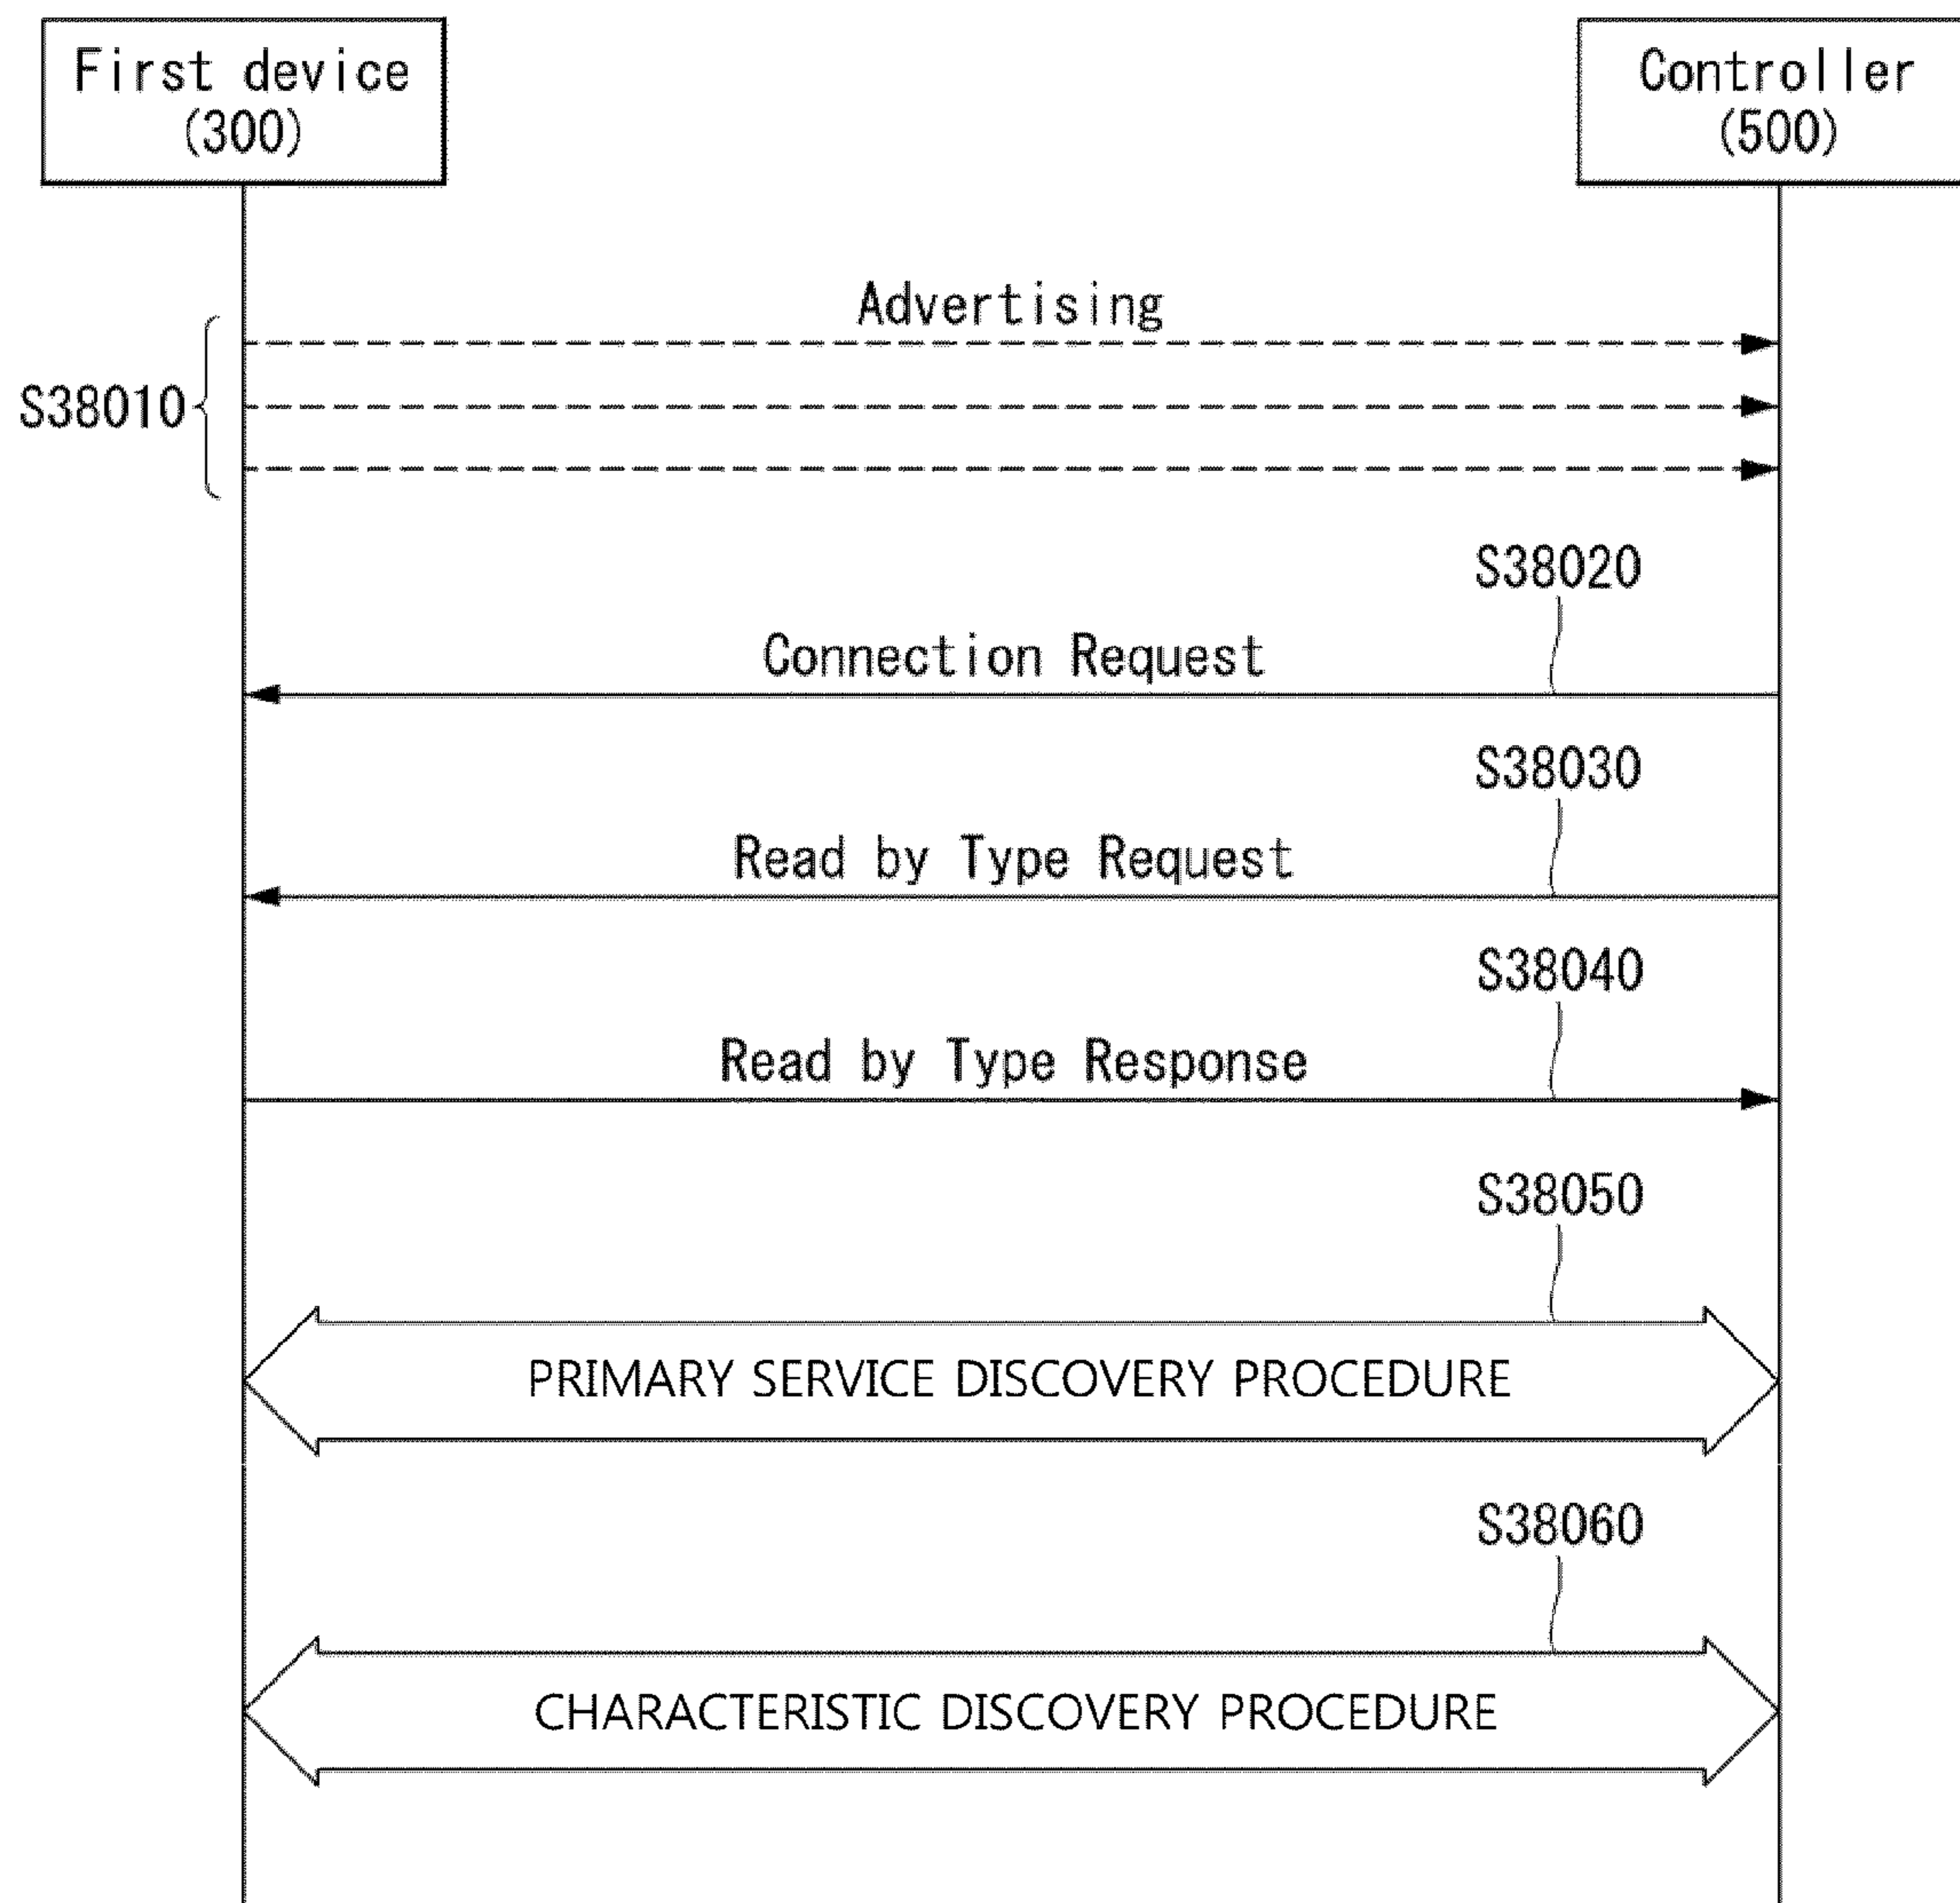 First device
(300)
Controller
(500)
Advertising
S38010
S38020
Connection Request
S38030
Read by Type Request
S38040
Read by Type Response
S38050
PRIMARY SERVICE DISCOVERY PROCEDURE
S38060
CHARACTERISTIC DISCOVERY PROCEDURE